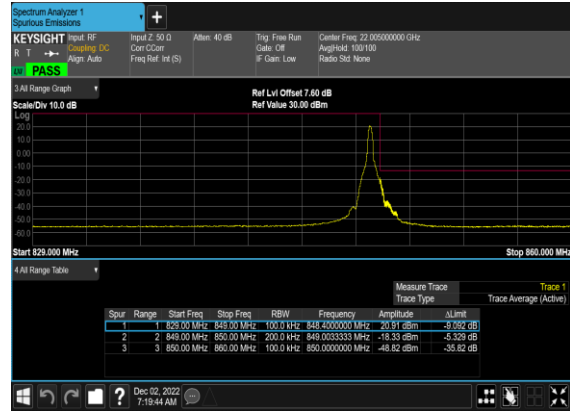 Spectrum Analyzer 1
Spurious Emissions
KEYSIGHT Input: RF Input Z: 50 Ω Atten: 40 dB Trig: Free Run Center Freq: 22.005000000 GHz
R T Coupling: DC Corr CCorr Gate: Off Avg|Hold: 100/100
Align: Auto Freq Ref: Int (S) IF Gain: Low Radio Std: None
LM PASS
3 All Range Graph Ref Lvl Offset 7.60 dB
Scale/Div 10.0 dB Ref Value 30.00 dBm
Log
20.0
10.0
0.00
-10.0
-20.0
-30.0
-40.0
-50.0
-60.0
Start 829.000 MHz Stop 860.000 MHz
4 All Range Table
Measure Trace Trace 1
Trace Type Trace Average (Active)
Spur Range Start Freq Stop Freq RBW Frequency Amplitude ΔLimit
1 1 829.00 MHz 849.00 MHz 100.0 kHz 848.4000000 MHz 20.91 dBm -9.092 dB
2 2 849.00 MHz 850.00 MHz 200.0 kHz 849.0033333 MHz -18.33 dBm -5.329 dB
3 3 850.00 MHz 860.00 MHz 100.0 kHz 850.0000000 MHz -48.82 dBm -35.82 dB
? Dec 02, 2022
7:19:44 AM